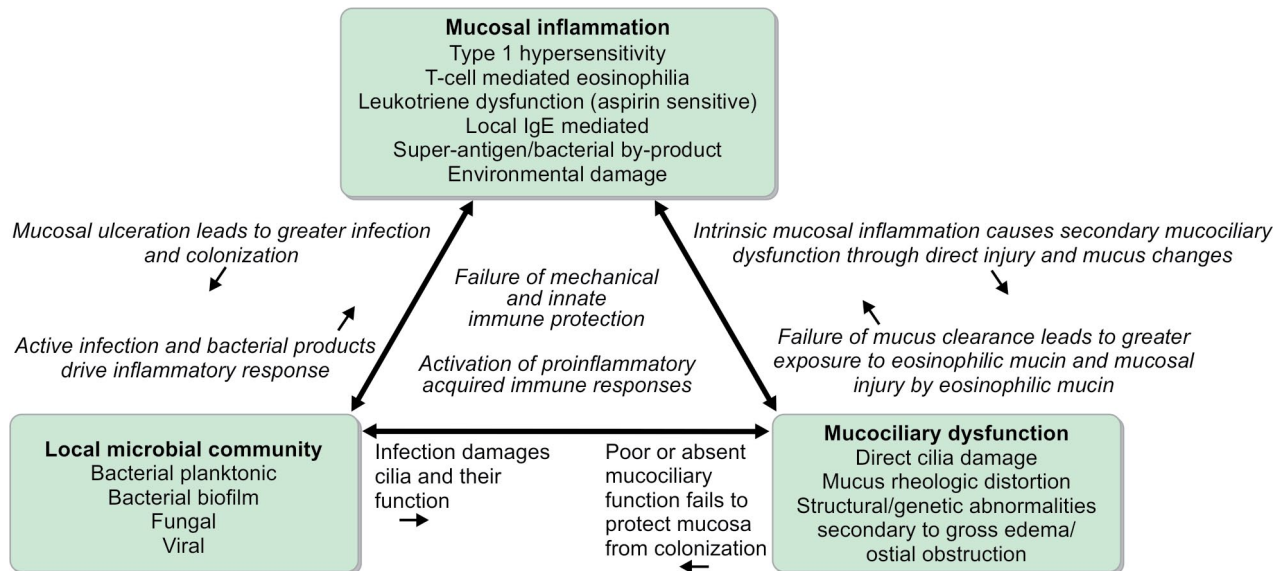 Mucosal inflammation
Type 1 hypersensitivity
T-cell mediated eosinophilia
Leukotriene dysfunction (aspirin sensitive)
Local IgE mediated
Super-antigen/bacterial by-product
Environmental damage
Mucosal ulceration leads to greater infection
and colonization
Active infection and bacterial products
drive inflammatory response
Failure of mechanical
and innate
immune protection
Activation of proinflammatory
acquired immune responses
Intrinsic mucosal inflammation causes secondary mucociliary
dysfunction through direct injury and mucus changes
Failure of mucus clearance leads to greater
exposure to eosinophilic mucin and mucosal
injury by eosinophilic mucin
Local microbial community
Bacterial planktonic
Bacterial biofilm
Fungal
Viral
Infection damages
cilia and their
function
Poor or absent
mucociliary
function fails to
protect mucosa
from colonization
Mucociliary dysfunction
Direct cilia damage
Mucus rheologic distortion
Structural/genetic abnormalities
secondary to gross edema/
ostial obstruction